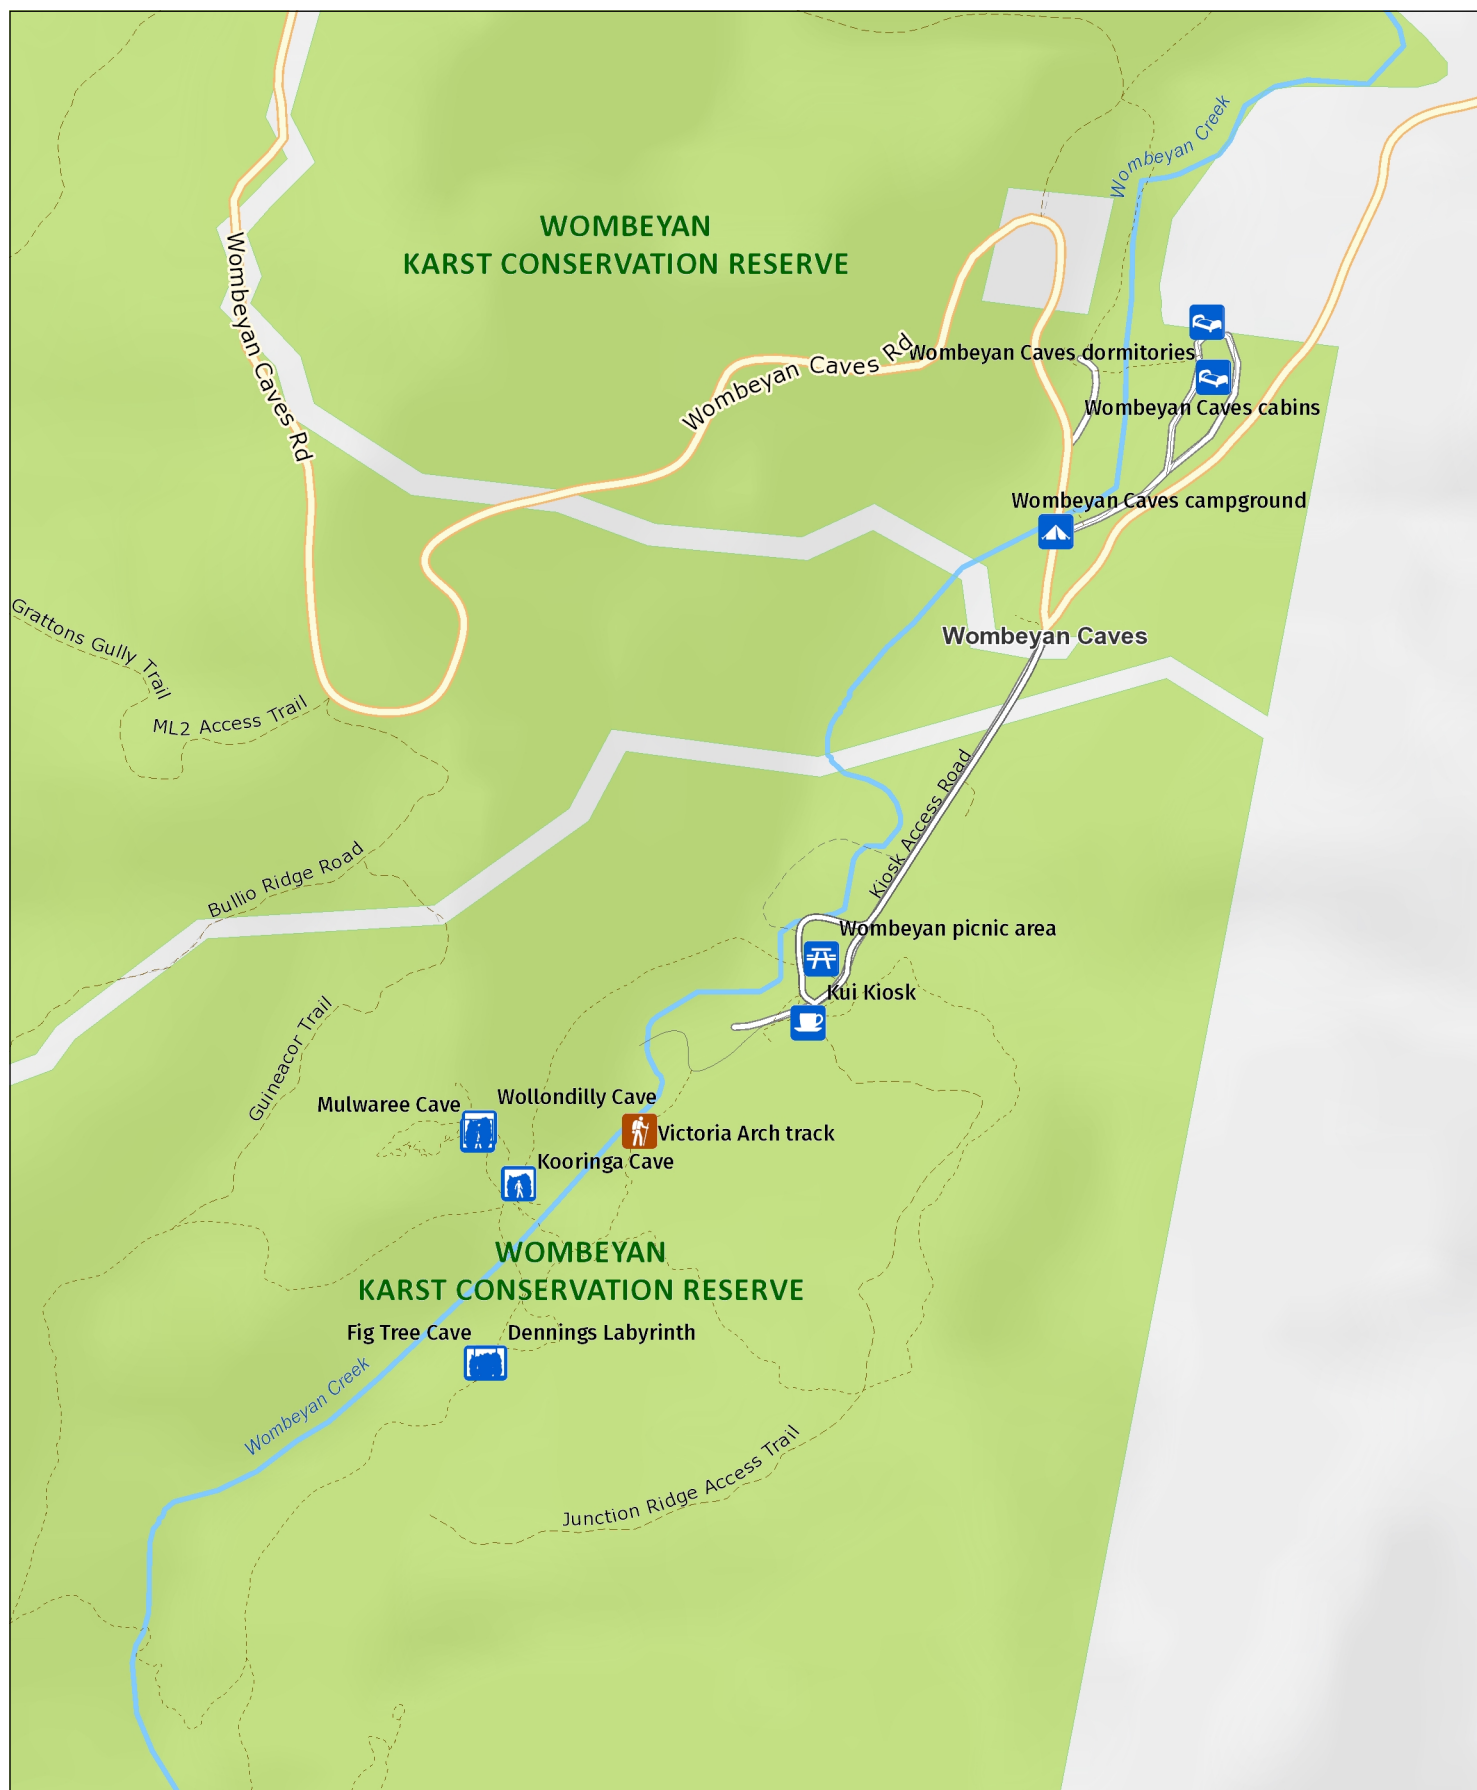 Wombeyan Creek
WOMBEYAN
KARST CONSERVATION RESERVE
Wombeyan Caves Rd
Wombeyan Caves Rd
Wombeyan Caves dormitories
Wombeyan Caves cabins
Wombeyan Caves campground
Grattons Gully Trail
Wombeyan Caves
ML2 Access Trail
Kiosk Access Road
Bullio Ridge Road
Wombeyan picnic area
Kui Kiosk
Guineacor Trail
Wollondilly Cave
Mulwaree Cave
Victoria Arch track
Kooringa Cave
WOMBEYAN
KARST CONSERVATION RESERVE
Fig Tree Cave
Dennings Labyrinth
Wombeyan Creek
Junction Ridge Access Trail